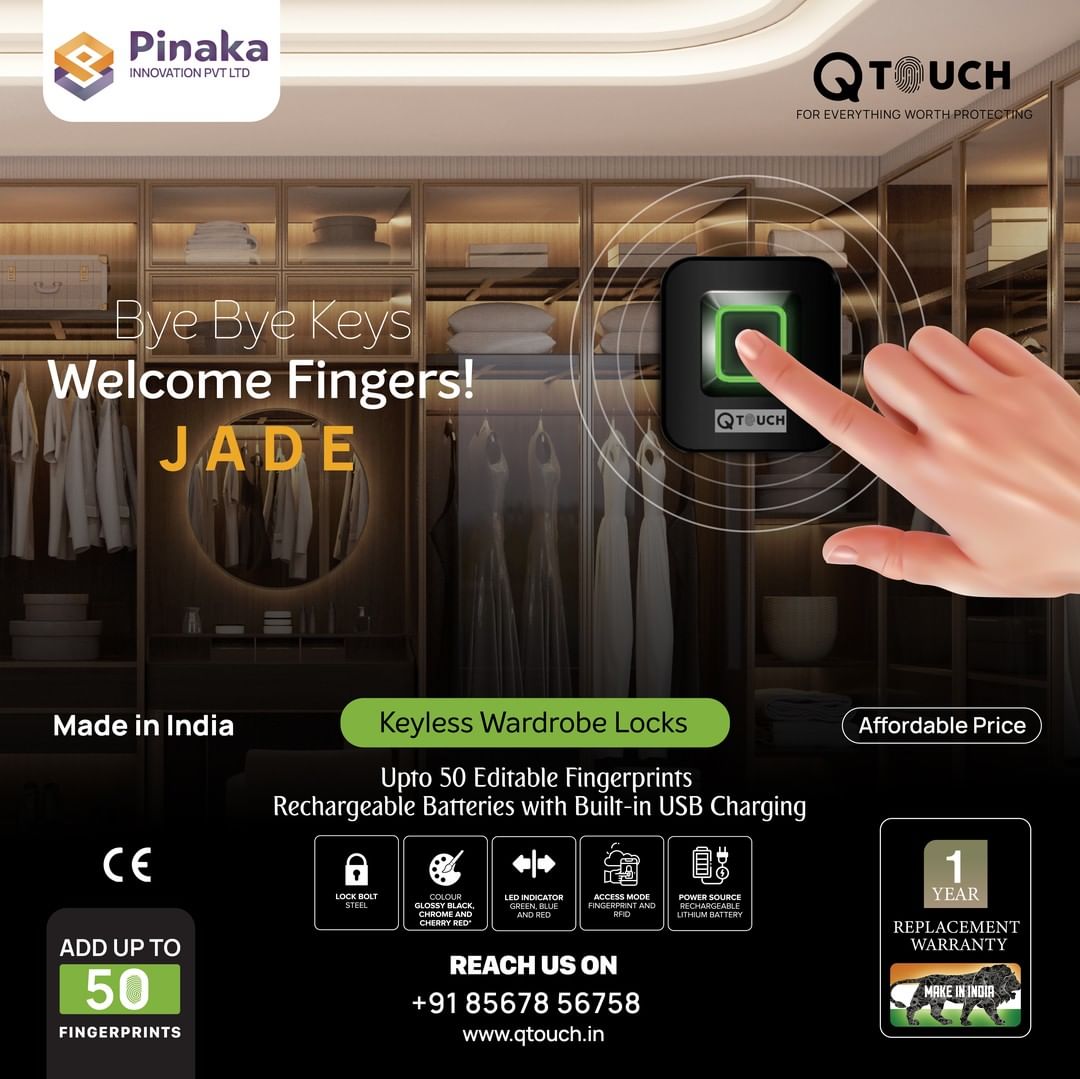 Pinaka
INNOVATION PVT LTD
QTOUCH
FOR EVERYTHING WORTH PROTECTING
Bye Bye Keys
Welcome Fingers!
JADE
QTOUCH
Made in India
Keyless Wardrobe Locks
Affordable Price
Upto 50 Editable Fingerprints
Rechargeable Batteries with Built-in USB Charging
CE
ADD UP TO
50
FINGERPRINTS
LOCK BOLT
STEEL
COLOUR
GLOSSY BLACK,
CHROME AND
CHERRY RED*
LED INDICATOR
GREEN, BLUE
AND RED
ACCESS MODE
FINGERPRINT AND
RFID
POWER SOURCE
RECHARGEABLE
LITHIUM BATTERY
REACH US ON
+91 85678 56758
www.qtouch.in
1
YEAR
REPLACEMENT
WARRANTY
MAKE IN INDIA